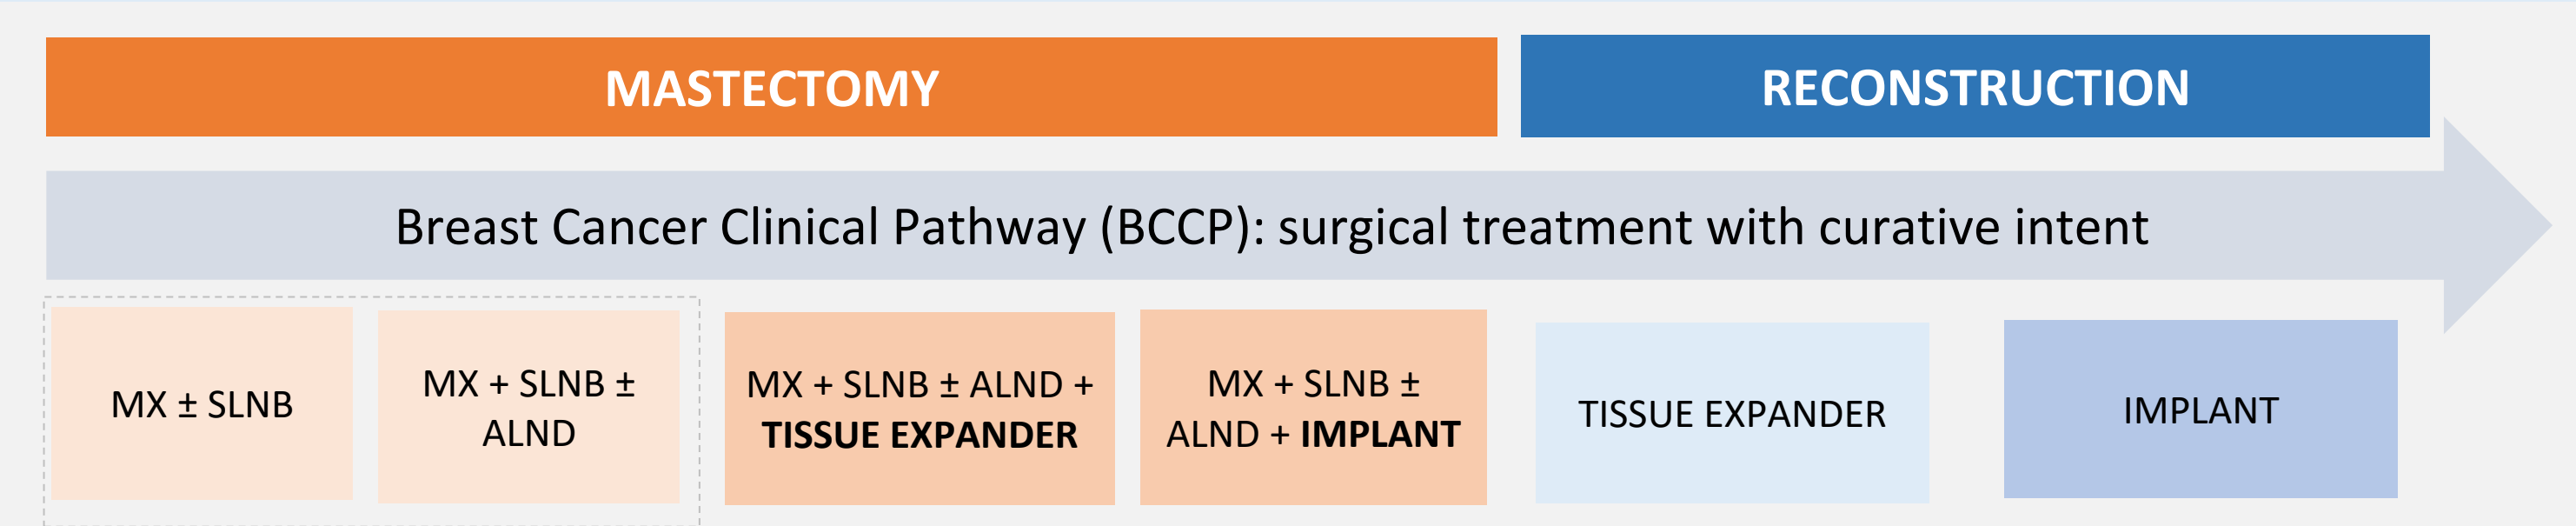 MASTECTOMY
RECONSTRUCTION
Breast Cancer Clinical Pathway (BCCP): surgical treatment with curative intent
MX ± SLNB
MX + SLNB ±
ALND
MX + SLNB ± ALND +
TISSUE EXPANDER
MX + SLNB ±
ALND + IMPLANT
TISSUE EXPANDER
IMPLANT